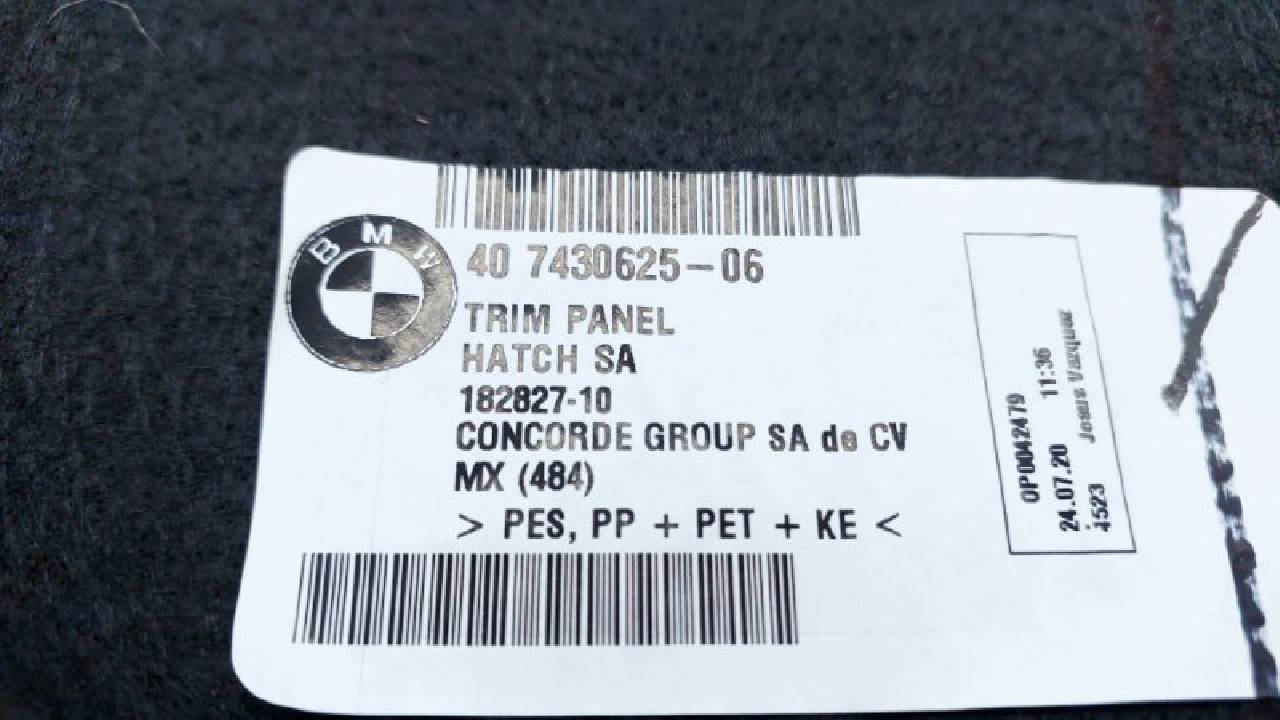 BMW
40 7430625-06
TRIM PANEL
HATCH SA
182827-10
CONCORDE GROUP SA de CV
MX (484)
> PES, PP + PET + KE <
OP0042479
24.07.20 11:36
4523 Jesus Vazquez